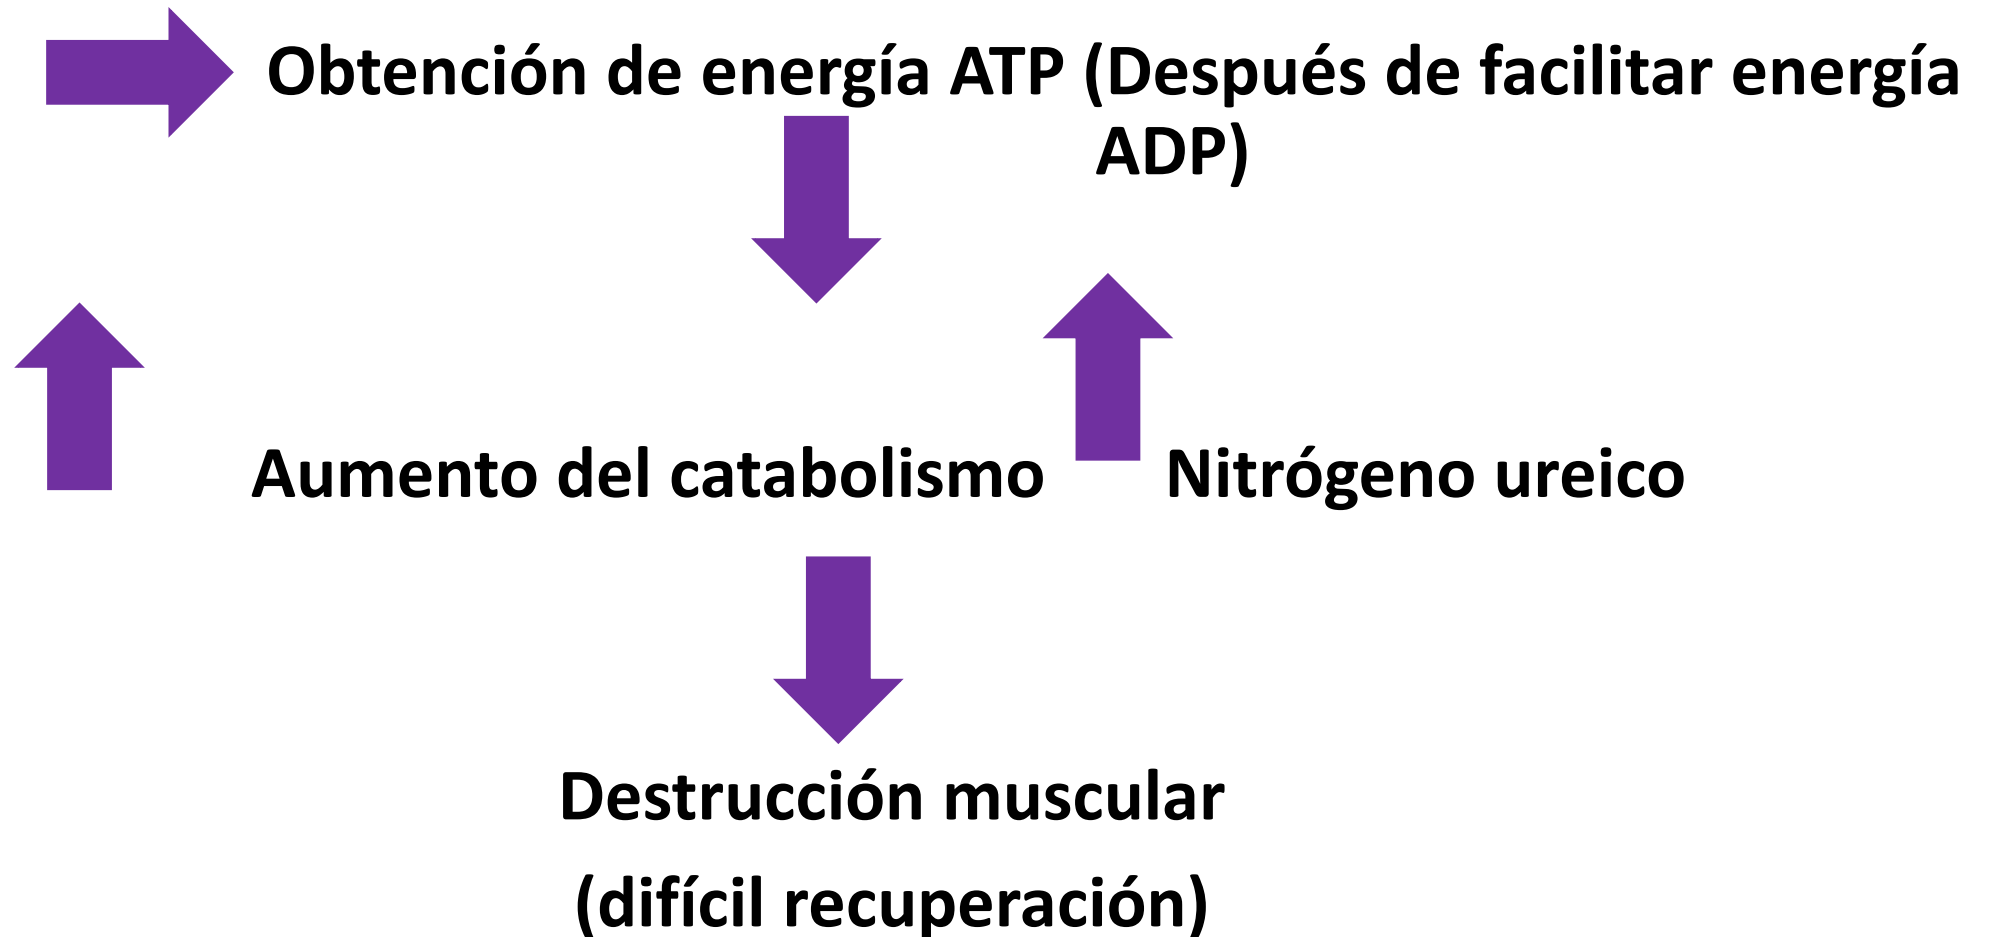 Obtención de energía ATP (Después de facilitar energía
ADP)
Aumento del catabolismo Nitrógeno ureico
Destrucción muscular
(difícil recuperación)